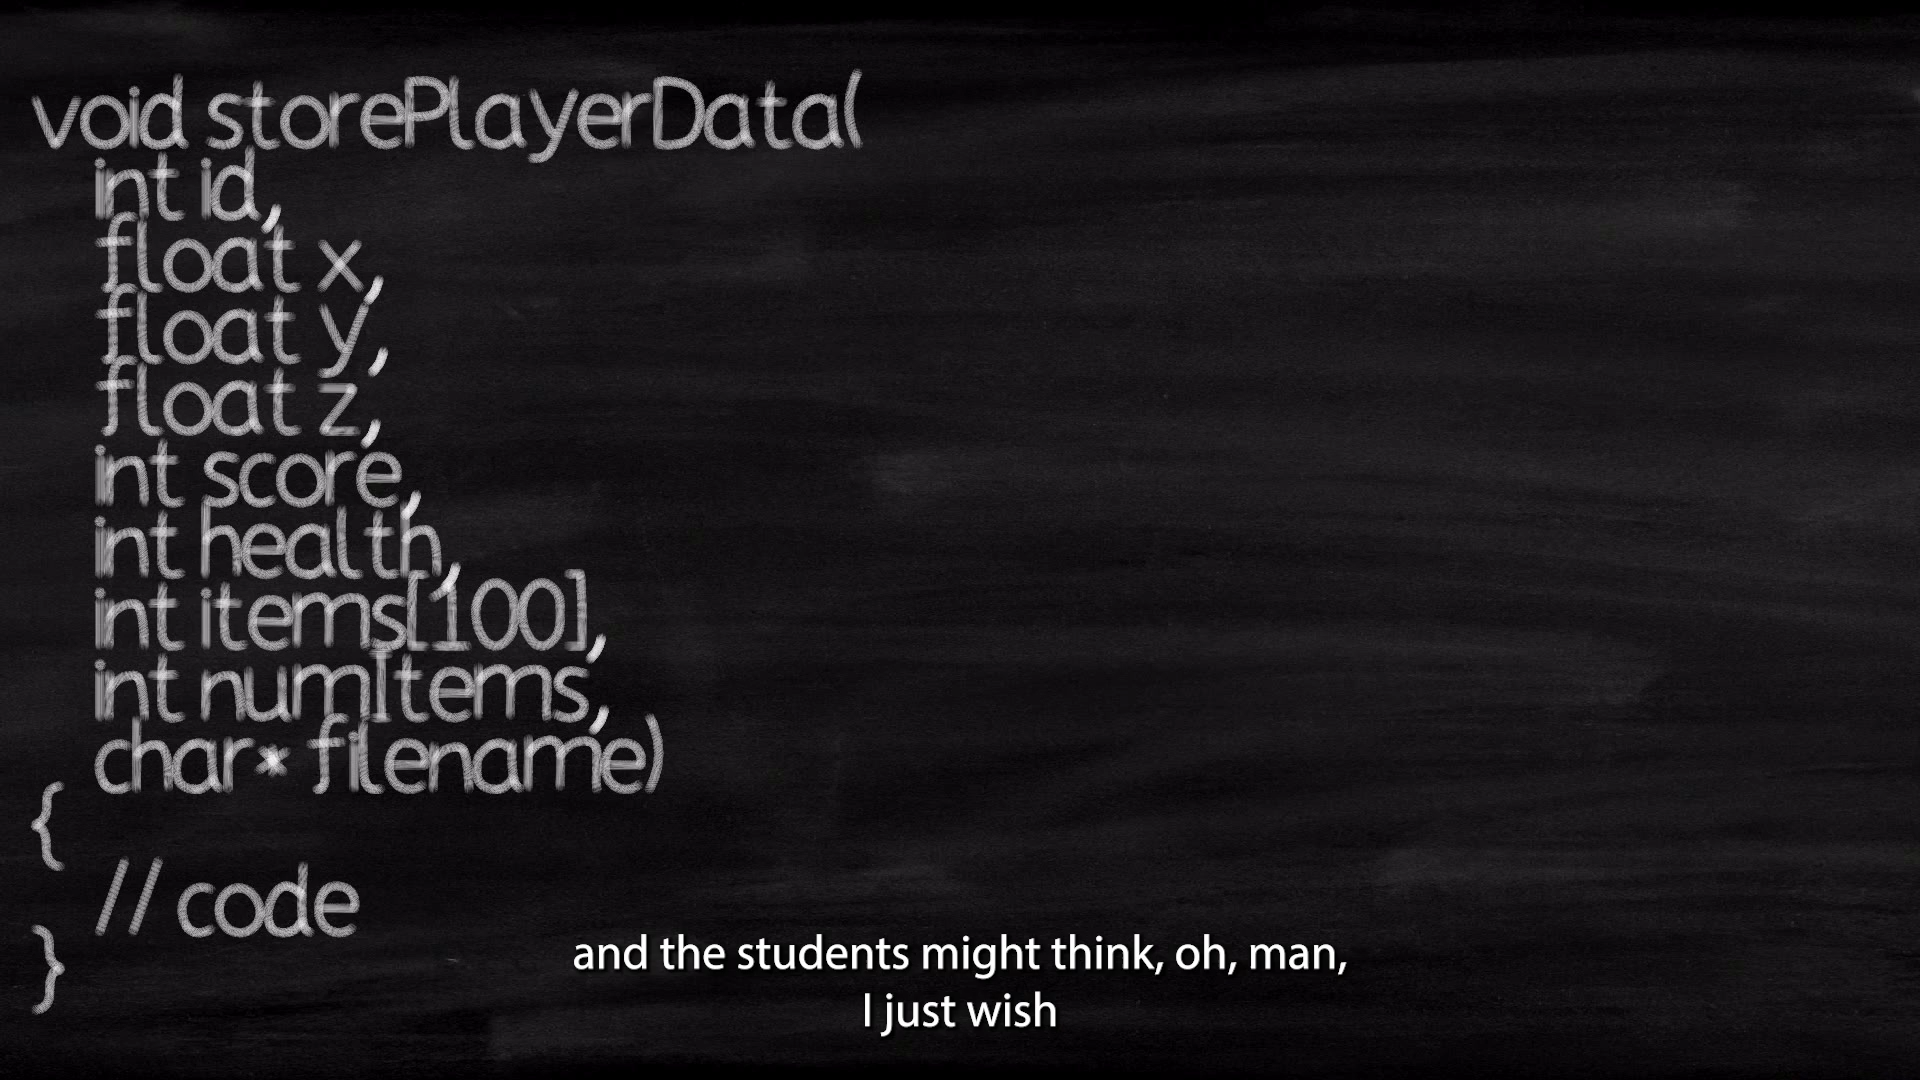 void storePlayerData(
int id,
float x,
float y,
float z,
int score,
int health,
int items[100],
int numItems,
char* filename)
{
// code
}
and the students might think, oh, man,
I just wish